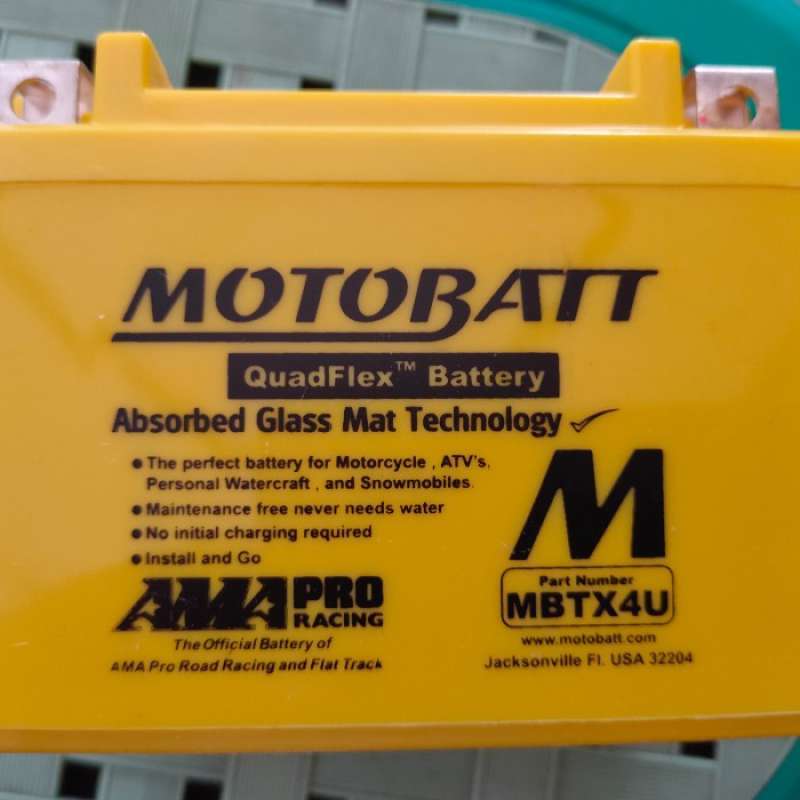 MOTOBATT
QuadFlex™ Battery
Absorbed Glass Mat Technology
• The perfect battery for Motorcycle , ATV's,
Personal Watercraft , and Snowmobiles.
• Maintenance free never needs water
• No initial charging required
• Install and Go
M
AMA PRO
RACING
The Official Battery of
AMA Pro Road Racing and Flat Track
Part Number
MBTX4U
www.motobatt.com
Jacksonville Fl. USA 32204